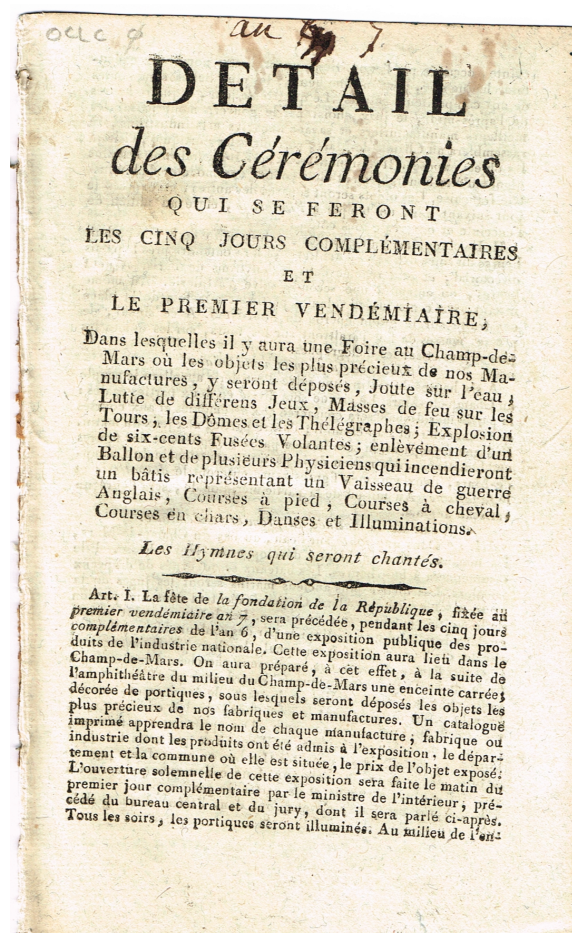 OCLC ϕ
an 7
DETAIL
des Cérémonies
QUI SE FERONT
LES CINQ JOURS COMPLÉMENTAIRES
ET
LE PREMIER VENDÉMIAIRE,
Dans lesquelles il y aura une Foire au Champ-de-
Mars où les objets les plus précieux de nos Ma-
nufactures, y seront déposés, Joûte sur l'eau,
Lutte de différens Jeux, Masses de feu sur les
Tours, les Dômes et les Thélégraphes; Explosion
de six-cents Fusées Volantes; enlèvement d'un
Ballon et de plusieurs Physiciens qui incendieront
un bâtis représentant un Vaisseau de guerre
Anglais, Courses à pied, Courses à cheval,
Courses en chars, Danses et Illuminations.
Les Hymnes qui seront chantés.
Art. I. La fête de la fondation de la République, fixée au
premier vendémiaire an 7, sera précédée, pendant les cinq jours
complémentaires de l'an 6, d'une exposition publique des pro-
duits de l'industrie nationale. Cette exposition aura lieu dans le
Champ-de-Mars. On aura préparé, à cet effet, à la suite de
l'amphithéâtre du milieu du Champ-de-Mars une enceinte carrée,
décorée de portiques, sous lesquels seront déposés les objets les
plus précieux de nos fabriques et manufactures. Un catalogue
imprimé apprendra le nom de chaque manufacture, fabrique ou
industrie dont les produits ont été admis à l'exposition, le dépar-
tement et la commune où elle est située, le prix de l'objet exposé.
L'ouverture solemnelle de cette exposition sera faite le matin du
premier jour complémentaire par le ministre de l'intérieur, pré-
cédé du bureau central et du jury, dont il sera parlé ci-après.
Tous les soirs, les portiques seront illuminés. Au milieu de l'en-